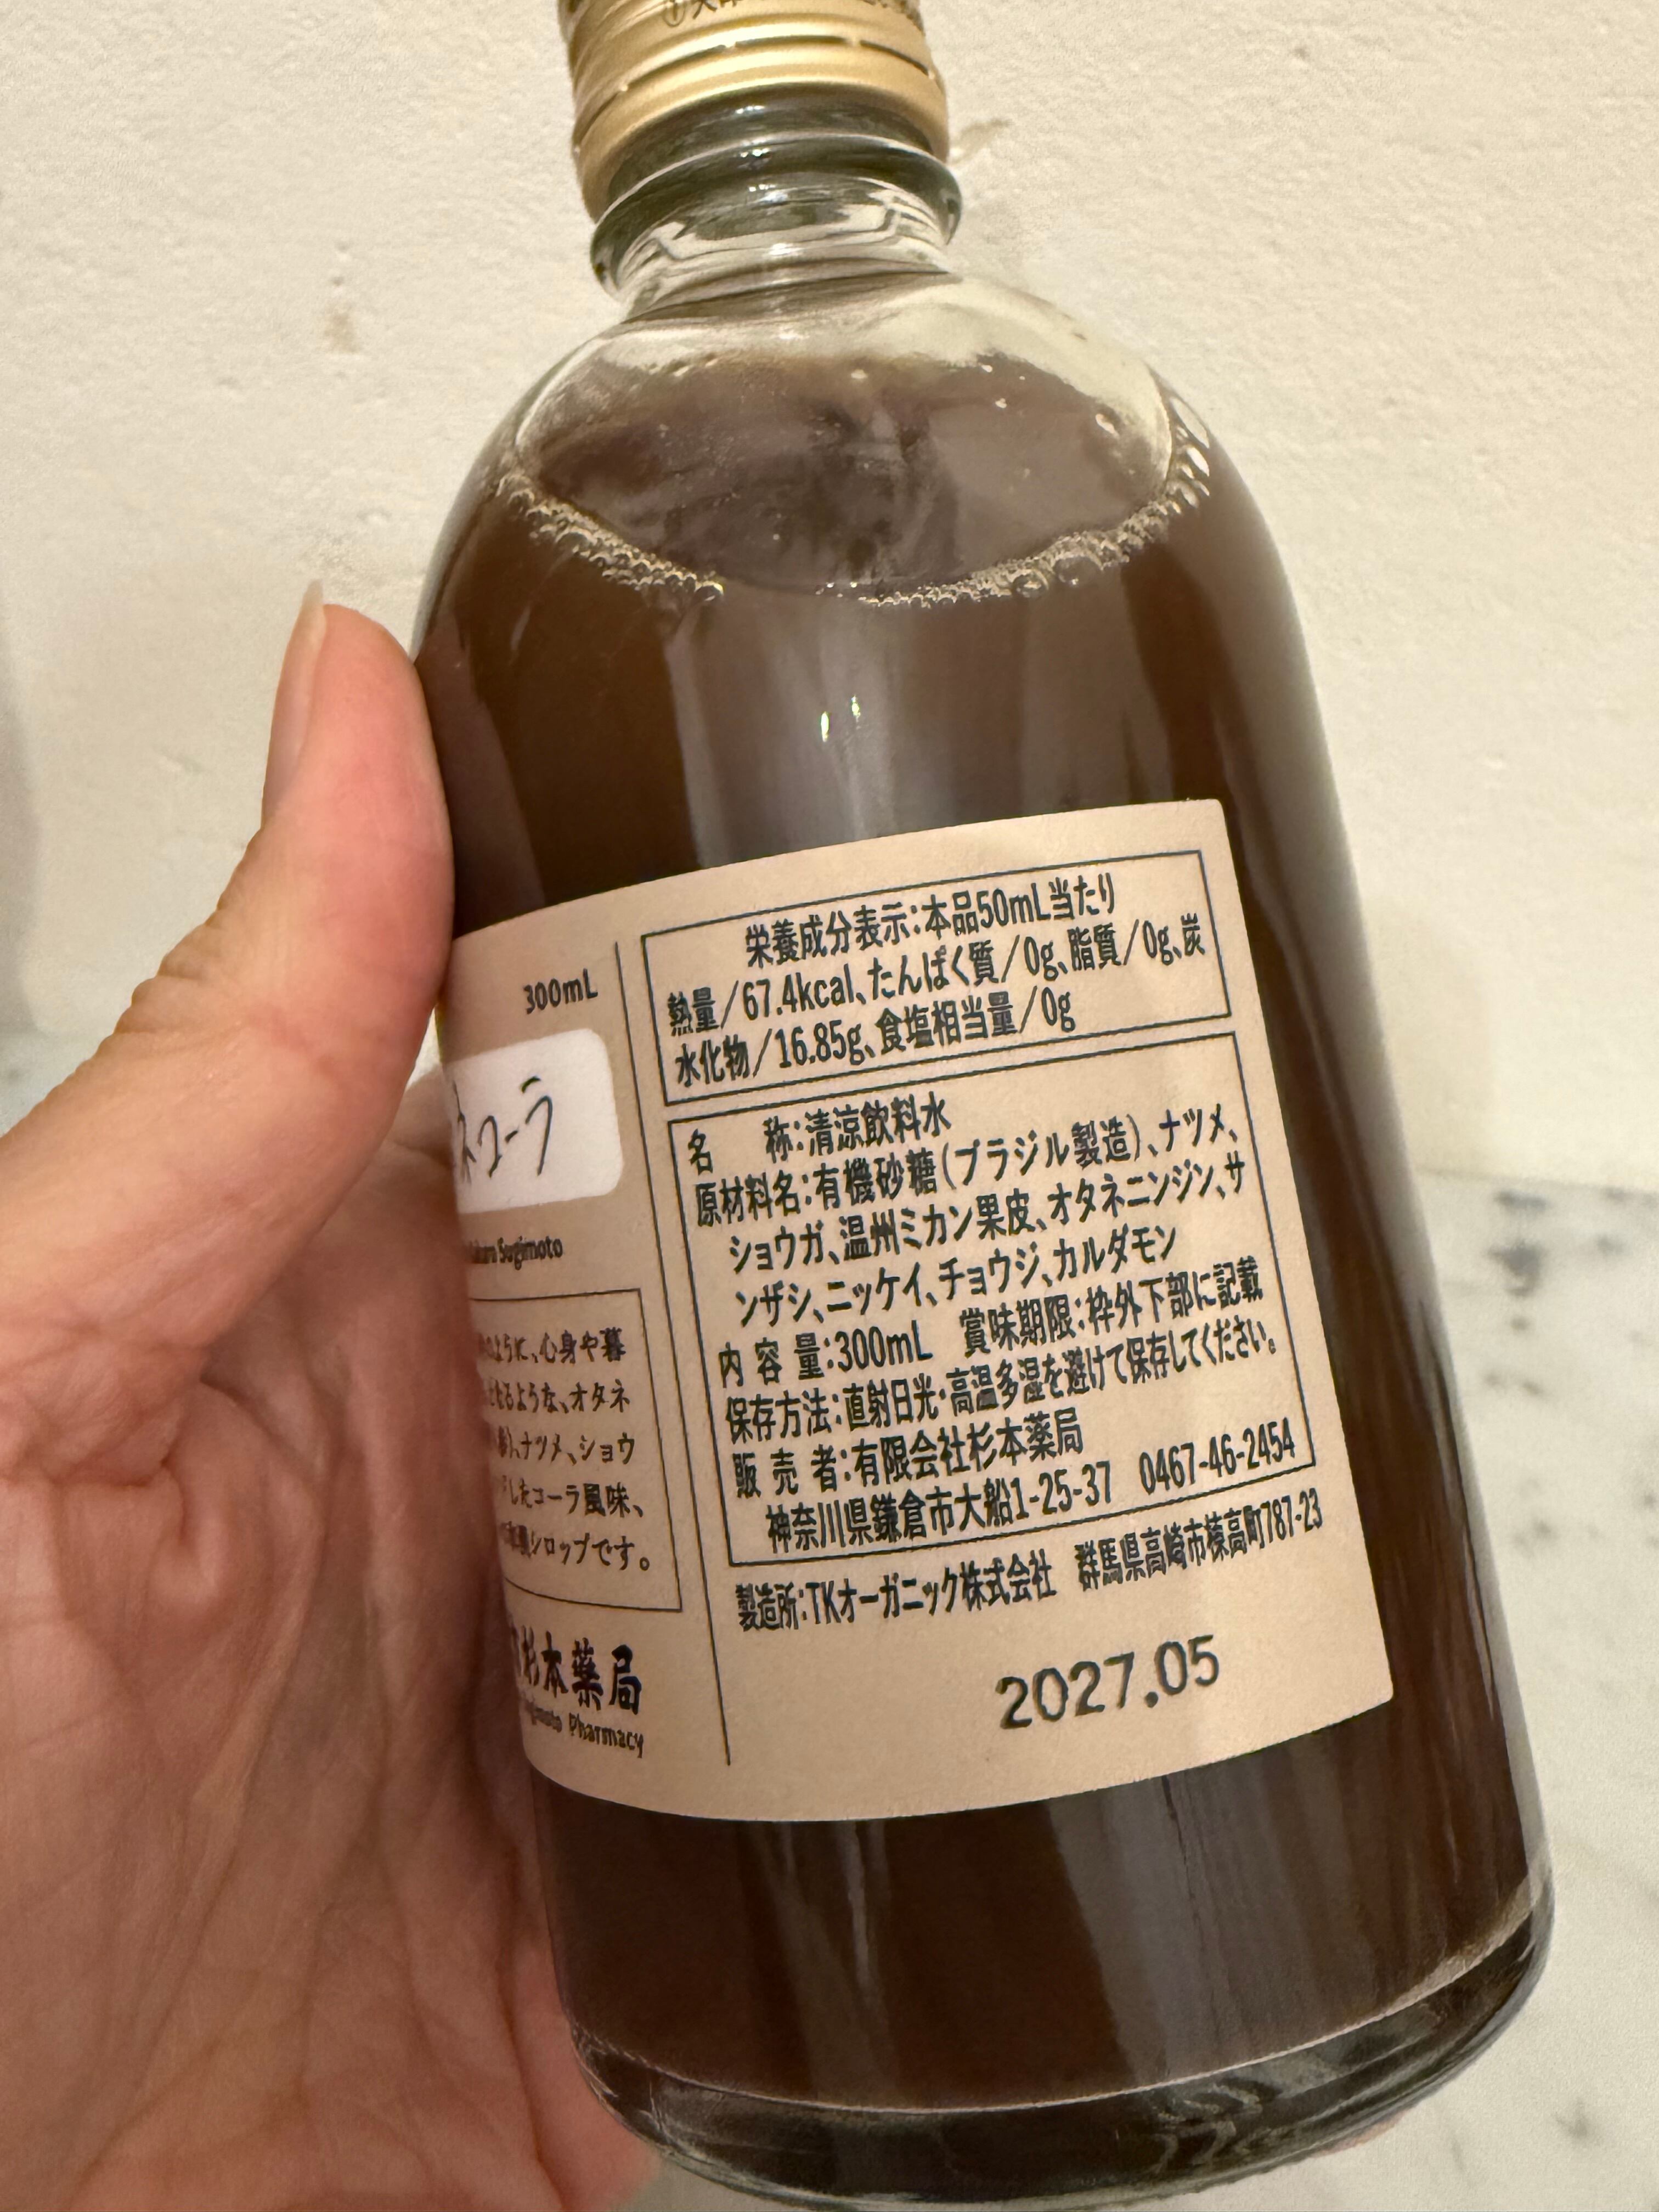 300mL
ネコーラ
Sugimoto
ように、心身や暮
となるような、オタネ
ナツメ、ショウ
したコーラ風味、
シロップです。
杉本薬局
Pharmacy
栄養成分表示:本品50mL当たり
熱量/67.4kcal、たんぱく質/0g、脂質/0g、炭
水化物/16.85g、食塩相当量/0g
名 称:清涼飲料水
原材料名:有機砂糖(ブラジル製造)、ナツメ、
ショウガ、温州ミカン果皮、オタネニンジン、サ
ンザシ、ニッケイ、チョウジ、カルダモン
内容量:300mL 賞味期限:枠外下部に記載
保存方法:直射日光・高温多湿を避けて保存してください。
販売者:有限会社杉本薬局
神奈川県鎌倉市大船1-25-37 0467-46-2454
製造所:TKオーガニック株式会社 群馬県高崎市榛高町787-23
2027.05